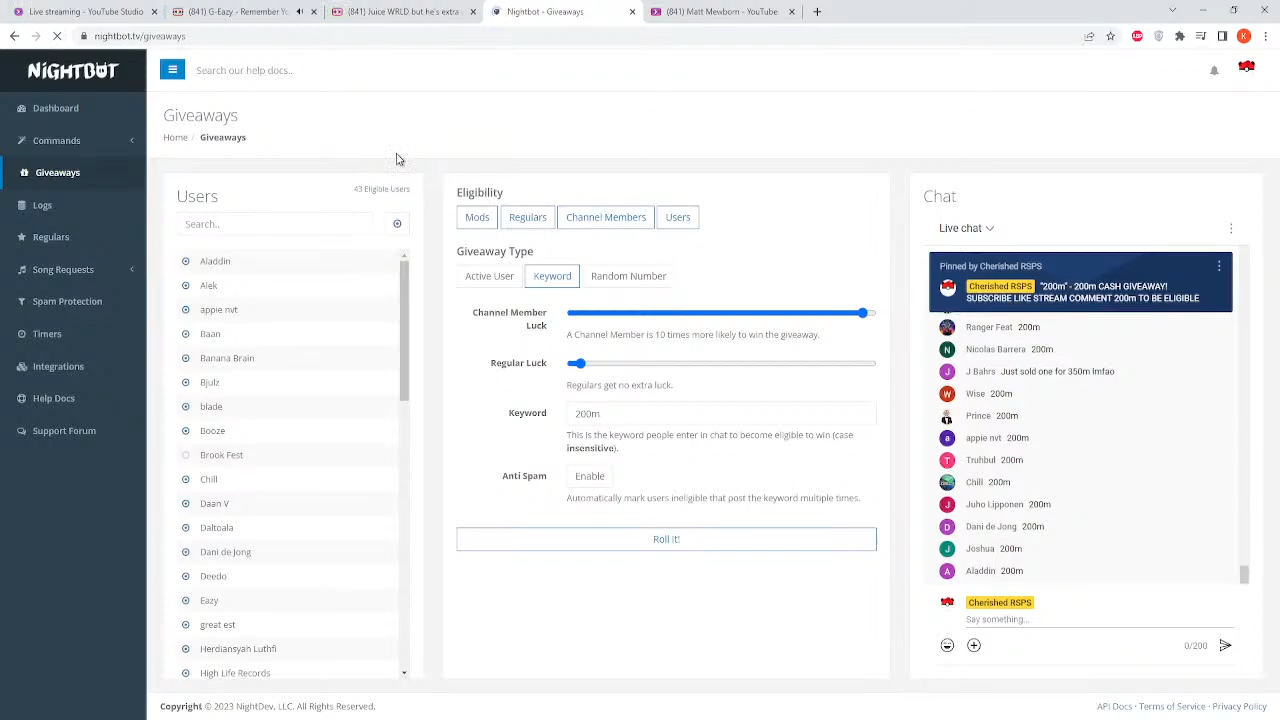 Live streaming - YouTube Studio
(841) G-Eazy - Remember Yo
(841) Juice WRLD but he's extra
Nightbot - Giveaways
(841) Matt Mewborn - YouTube
nightbot.tv/giveaways
K
NIGHTBOT
Search our help docs..
Dashboard
Commands
Giveaways
Logs
Regulars
Song Requests
Spam Protection
Timers
Integrations
Help Docs
Support Forum
Giveaways
Home / Giveaways
Users
43 Eligible Users
Search..
Aladdin
Alek
appie nvt
Baan
Banana Brain
Bjulz
blade
Booze
Brook Fest
Chill
Daan V
Daltoala
Dani de Jong
Deedo
Eazy
great est
Herdiansyah Luthfi
High Life Records
Eligibility
Mods
Regulars
Channel Members
Users
Giveaway Type
Active User
Keyword
Random Number
Channel Member
Luck
A Channel Member is 10 times more likely to win the giveaway.
Regular Luck
Regulars get no extra luck.
Keyword
200m
This is the keyword people enter in chat to become eligible to win (case
insensitive).
Anti Spam
Enable
Automatically mark users ineligible that post the keyword multiple times.
Roll It!
Chat
Live chat
Pinned by Cherished RSPS
Cherished RSPS "200m" - 200m CASH GIVEAWAY!
SUBSCRIBE LIKE STREAM COMMENT 200m TO BE ELIGIBLE
Ranger Feat 200m
N Nicolas Barrera 200m
J J Bahrs Just sold one for 350m lmfao
W Wise 200m
Prince 200m
a appie nvt 200m
T Truhbul 200m
Chill 200m
J Juho Lipponen 200m
D Dani de Jong 200m
J Joshua 200m
A Aladdin 200m
Cherished RSPS
Say something...
0/200
Copyright © 2023 NightDev, LLC. All Rights Reserved.
API Docs · Terms of Service · Privacy Policy